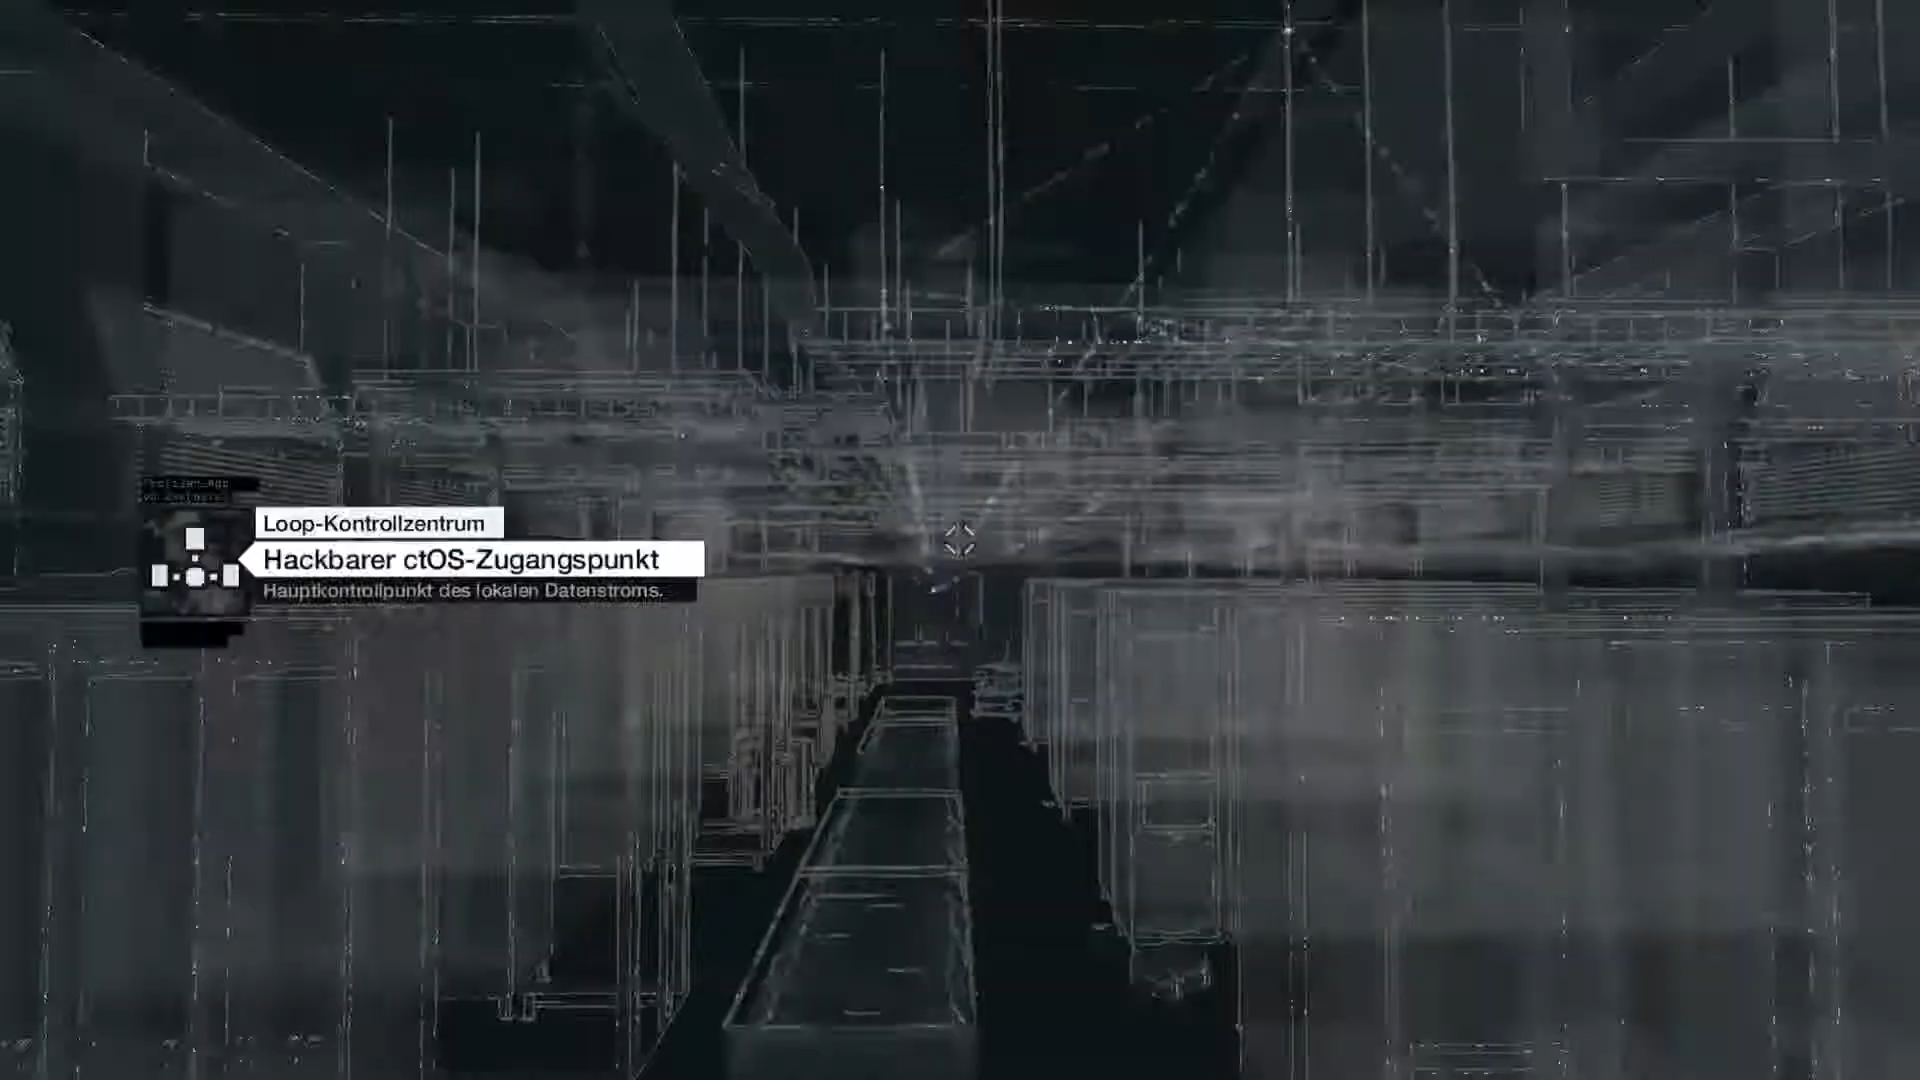 Loop-Kontrollzentrum
Hackbarer ctOS-Zugangspunkt
Hauptkontrollpunkt des lokalen Datenstroms.